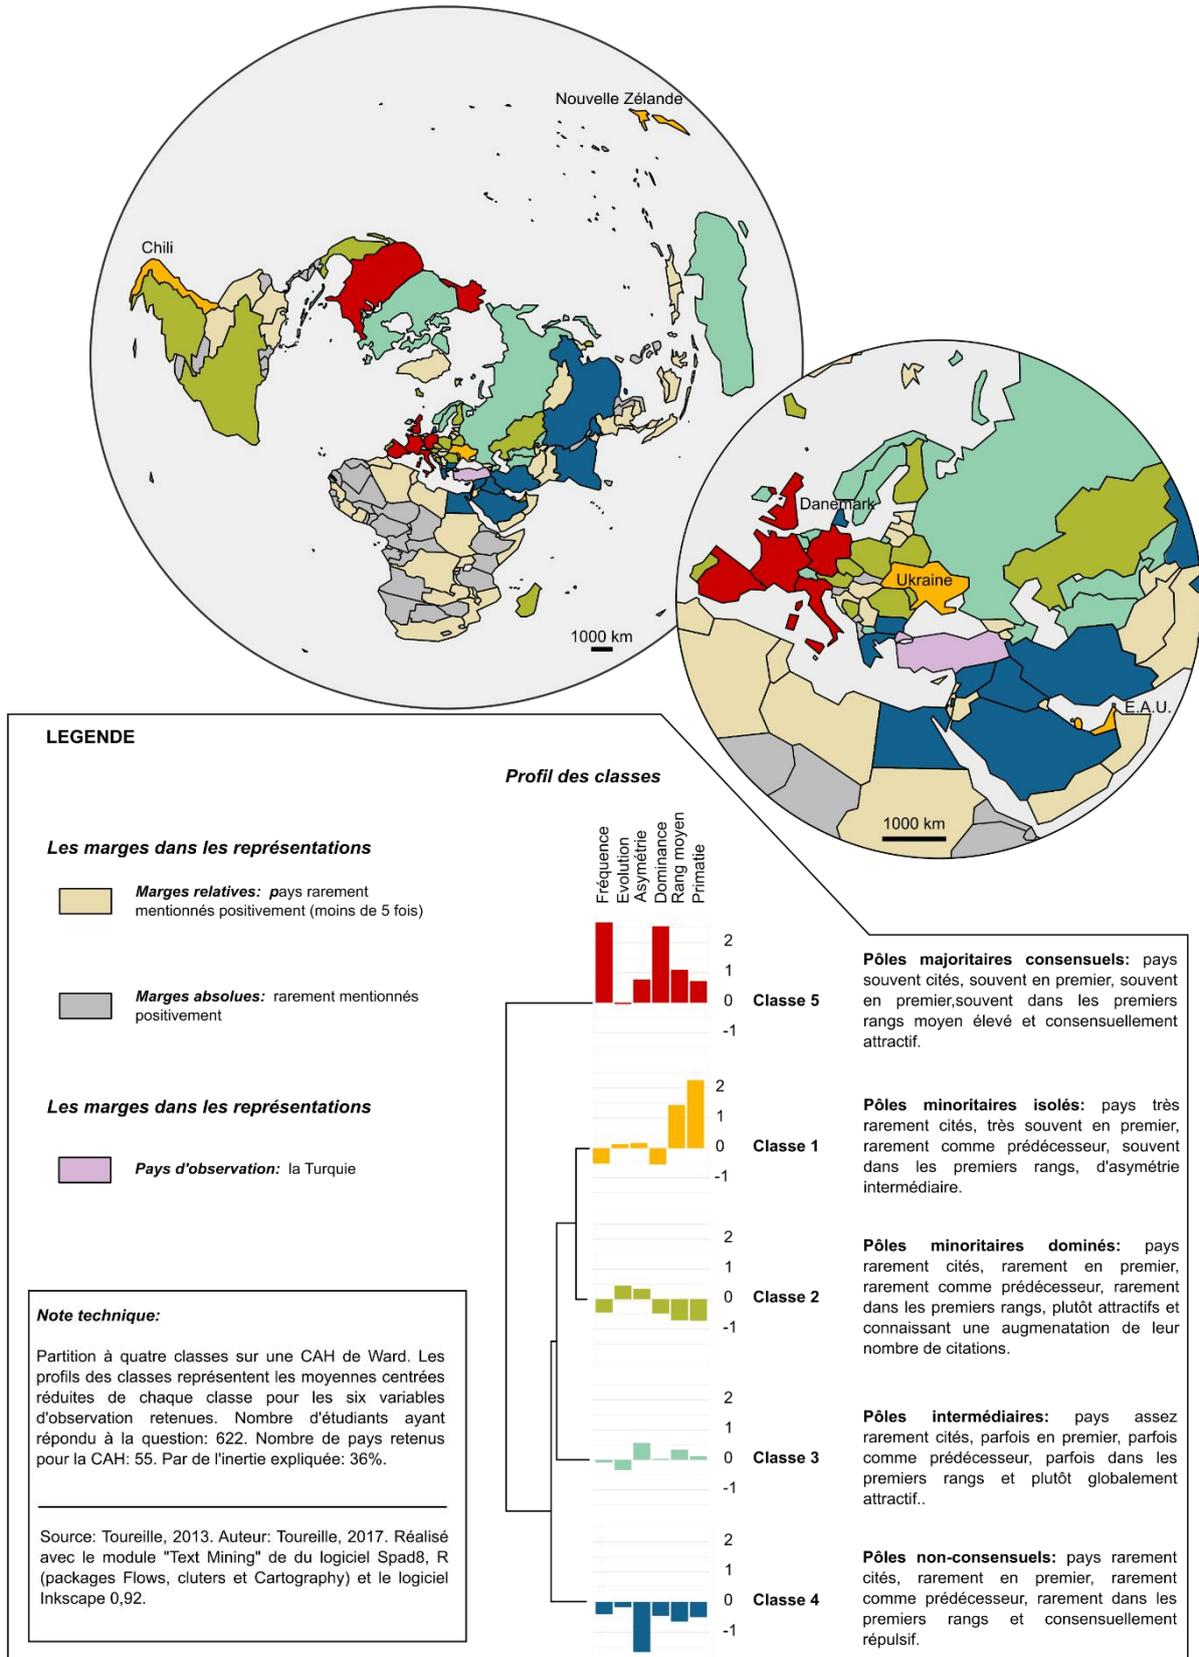 Nouvelle Zélande
Chili
1000 km
Danemark
Ukraine
E.A.U.
1000 km
LEGENDE
Les marges dans les représentations
Marges relatives: pays rarement
mentionnés positivement (moins de 5 fois)
Marges absolues: rarement mentionnés
positivement
Les marges dans les représentations
Pays d'observation: la Turquie
Note technique:
Partition à quatre classes sur une CAH de Ward. Les
profils des classes représentent les moyennes centrées
réduites de chaque classe pour les six variables
d'observation retenues. Nombre d'étudiants ayant
répondu à la question: 622. Nombre de pays retenus
pour la CAH: 55. Par de l'inertie expliquée: 36%.
Source: Toureille, 2013. Auteur: Toureille, 2017. Réalisé
avec le module "Text Mining" de du logiciel Spad8, R
(packages Flows, cluters et Cartography) et le logiciel
Inkscape 0,92.
Profil des classes
Fréquence
Evolution
Asymétrie
Dominance
Rang moyen
Primatie
2
1
0
-1
Classe 5
Pôles majoritaires consensuels: pays
souvent cités, souvent en premier, souvent
en premier,souvent dans les premiers
rangs moyen élevé et consensuellement
attractif.
2
1
0
-1
Classe 1
Pôles minoritaires isolés: pays très
rarement cités, très souvent en premier,
rarement comme prédécesseur, souvent
dans les premiers rangs, d'asymétrie
intermédiaire.
2
1
0
-1
Classe 2
Pôles minoritaires dominés: pays
rarement cités, rarement en premier,
rarement comme prédécesseur, rarement
dans les premiers rangs, plutôt attractifs et
connaissant une augmenatation de leur
nombre de citations.
2
1
0
-1
Classe 3
Pôles intermédiaires: pays assez
rarement cités, parfois en premier, parfois
comme prédécesseur, parfois dans les
premiers rangs et plutôt globalement
attractif..
2
1
0
-1
Classe 4
Pôles non-consensuels: pays rarement
cités, rarement en premier, rarement
comme prédécesseur, rarement dans les
premiers rangs et consensuellement
répulsif.